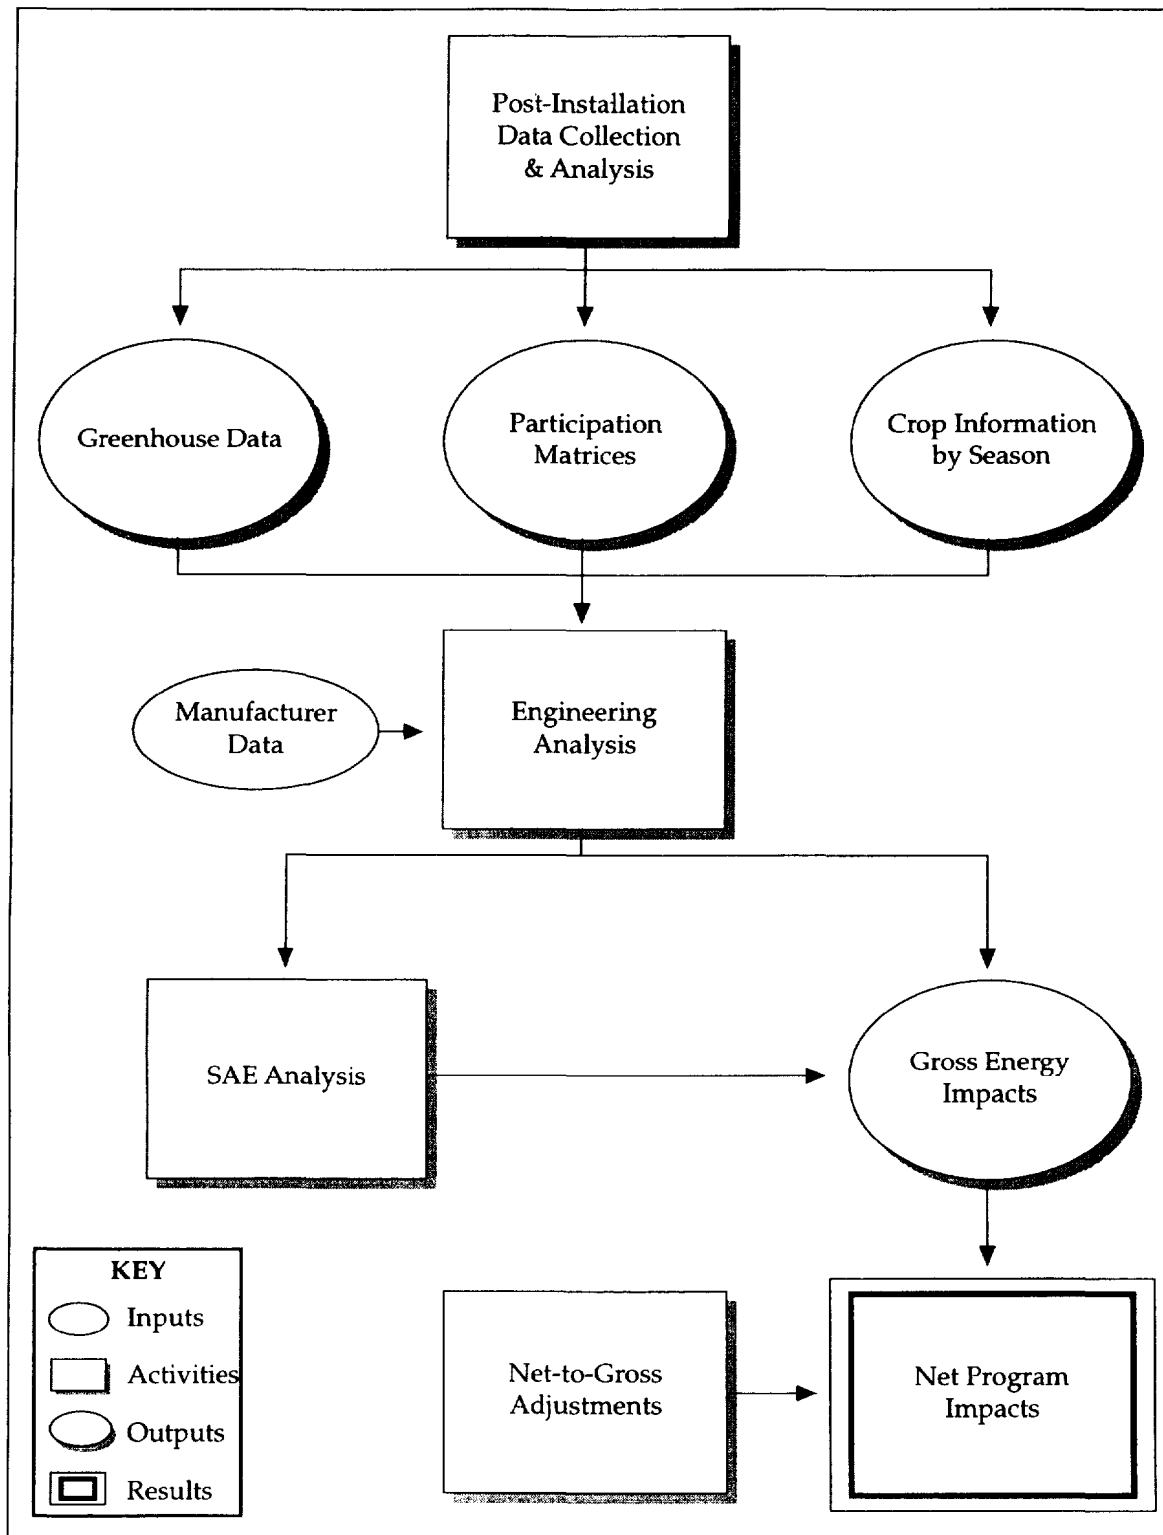 Post-Installation
Data Collection
& Analysis
Greenhouse Data
Participation
Matrices
Crop Information
by Season
Manufacturer
Data
Engineering
Analysis
SAE Analysis
Gross Energy
Impacts
KEY
Inputs
Activities
Outputs
Results
Net-to-Gross
Adjustments
Net Program
Impacts